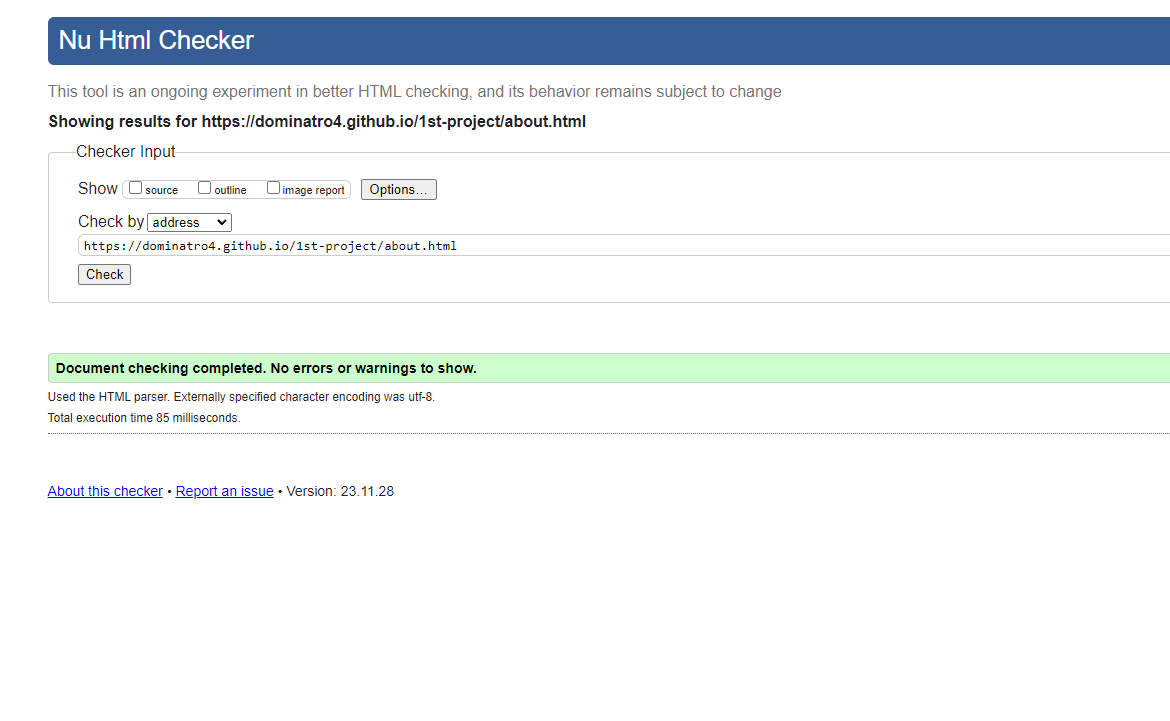 Nu Html Checker
This tool is an ongoing experiment in better HTML checking, and its behavior remains subject to change
Showing results for https://dominatro4.github.io/1st-project/about.html
Checker Input
Show source outline image report Options...
Check by address
https://dominatro4.github.io/1st-project/about.html
Check
Document checking completed. No errors or warnings to show.
Used the HTML parser. Externally specified character encoding was utf-8.
Total execution time 85 milliseconds.
About this checker • Report an issue • Version: 23.11.28